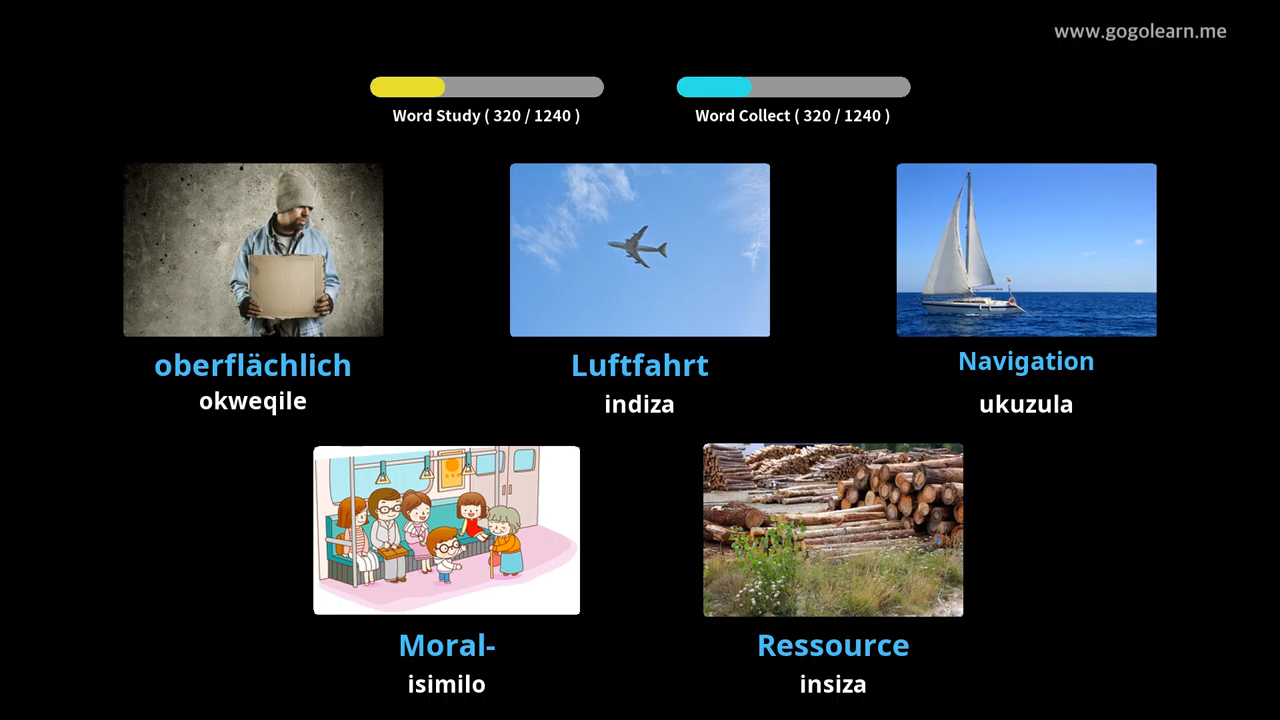 www.gogolearn.me
Word Study ( 320 / 1240 )
Word Collect ( 320 / 1240 )
oberflächlich
okweqile
Luftfahrt
indiza
Navigation
ukuzula
Moral-
isimilo
Ressource
insiza